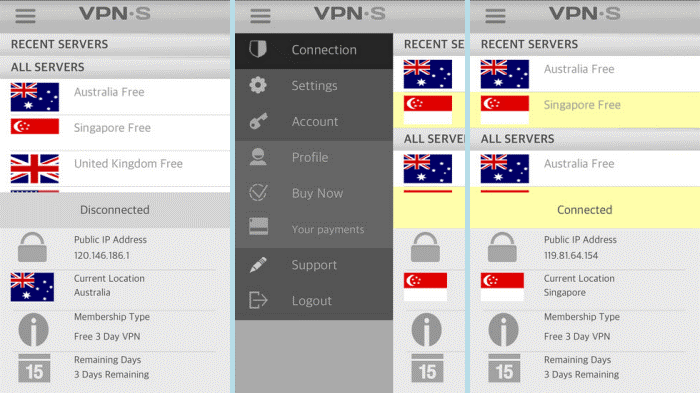 VPN·S
RECENT SERVERS
ALL SERVERS
Australia Free
Singapore Free
United Kingdom Free
Disconnected
Public IP Address
120.146.186.1
Current Location
Australia
Membership Type
Free 3 Day VPN
15
Remaining Days
3 Days Remaining
VPN·S
Connection
Settings
Account
Profile
Buy Now
Your payments
Support
Logout
RECENT SE
ALL SERVE
15
VPN·S
RECENT SERVERS
Australia Free
Singapore Free
ALL SERVERS
Australia Free
Connected
Public IP Address
119.81.64.154
Current Location
Singapore
Membership Type
Free 3 Day VPN
15
Remaining Days
3 Days Remaining